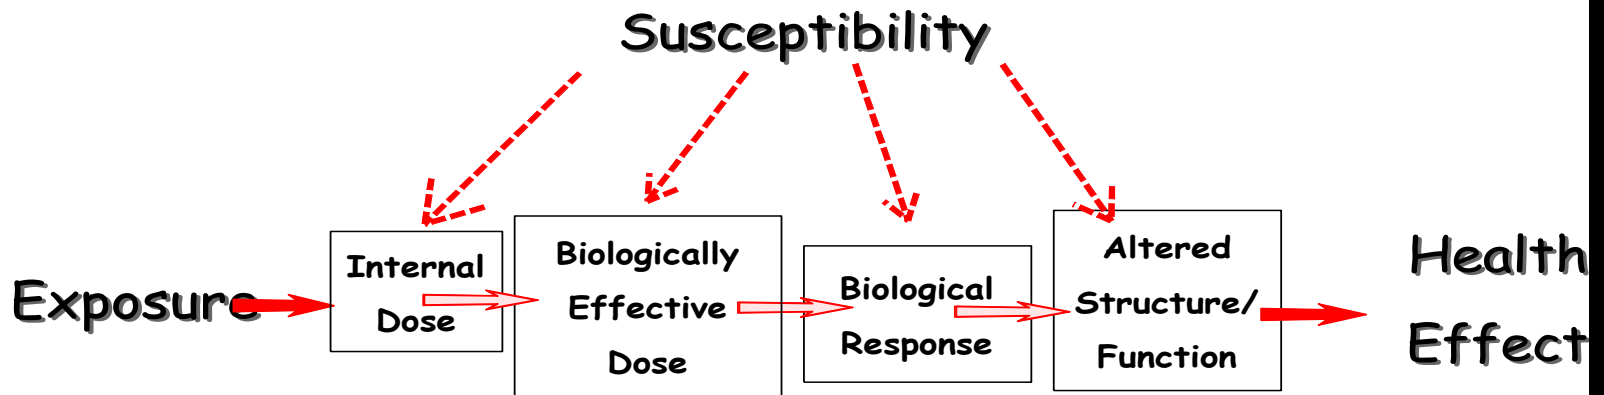 Susceptibility
Exposure
Internal
Dose
Biologically
Effective
Dose
Biological
Response
Altered
Structure/
Function
Health
Effect